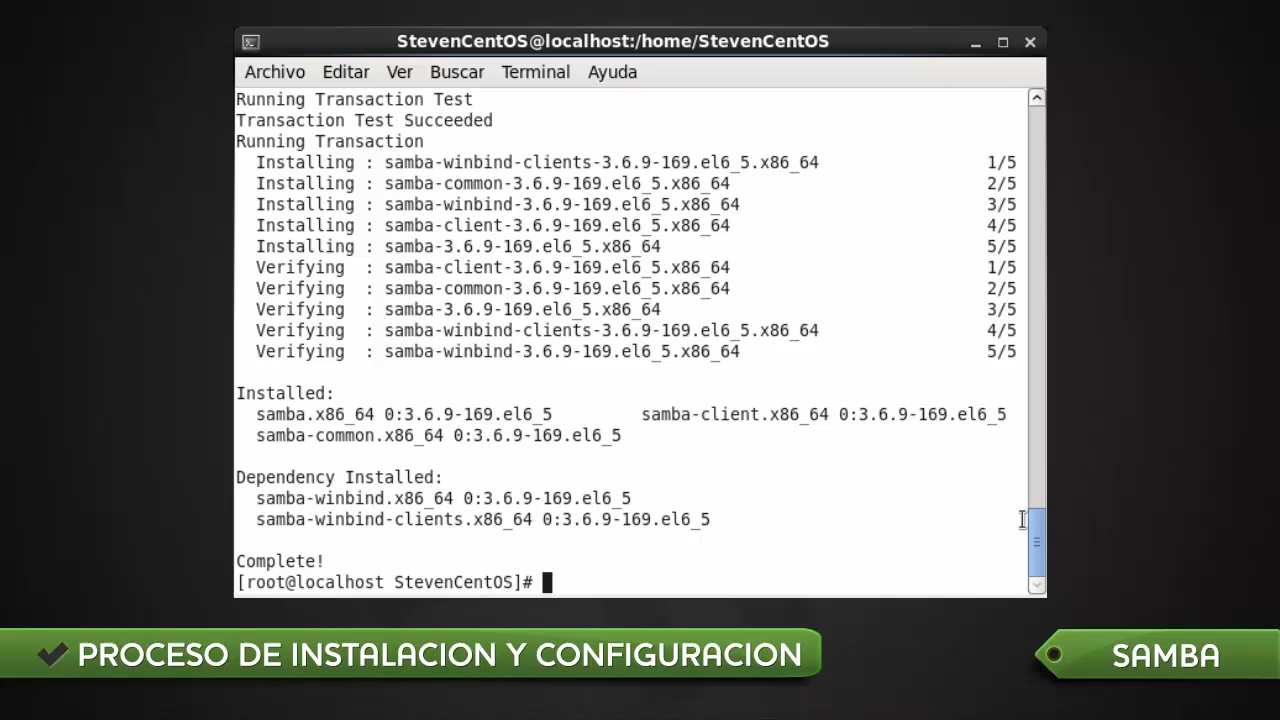 StevenCentOS@localhost:/home/StevenCentOS
Archivo Editar Ver Buscar Terminal Ayuda
Running Transaction Test
Transaction Test Succeeded
Running Transaction
Installing : samba-winbind-clients-3.6.9-169.el6_5.x86_64 1/5
Installing : samba-common-3.6.9-169.el6_5.x86_64 2/5
Installing : samba-winbind-3.6.9-169.el6_5.x86_64 3/5
Installing : samba-client-3.6.9-169.el6_5.x86_64 4/5
Installing : samba-3.6.9-169.el6_5.x86_64 5/5
Verifying : samba-client-3.6.9-169.el6_5.x86_64 1/5
Verifying : samba-common-3.6.9-169.el6_5.x86_64 2/5
Verifying : samba-3.6.9-169.el6_5.x86_64 3/5
Verifying : samba-winbind-clients-3.6.9-169.el6_5.x86_64 4/5
Verifying : samba-winbind-3.6.9-169.el6_5.x86_64 5/5
Installed:
samba.x86_64 0:3.6.9-169.el6_5 samba-client.x86_64 0:3.6.9-169.el6_5
samba-common.x86_64 0:3.6.9-169.el6_5
Dependency Installed:
samba-winbind.x86_64 0:3.6.9-169.el6_5
samba-winbind-clients.x86_64 0:3.6.9-169.el6_5
Complete!
[root@localhost StevenCentOS]#
PROCESO DE INSTALACION Y CONFIGURACION
SAMBA